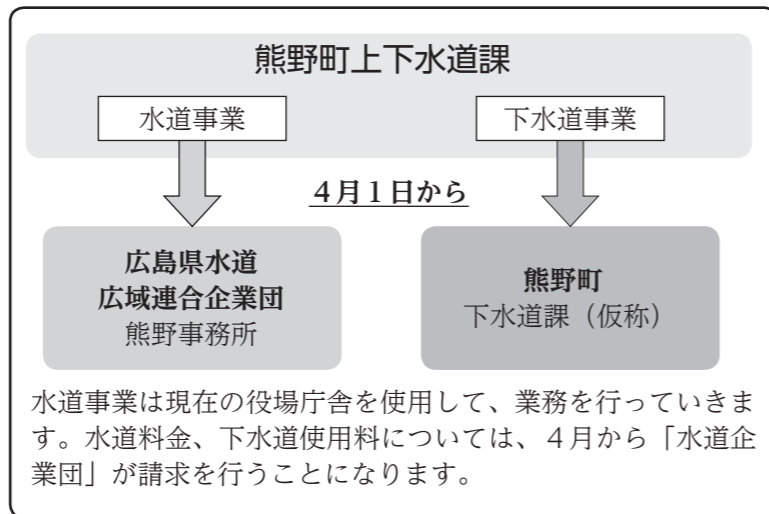 熊野町上下水道課
水道事業
下水道事業
４月１日から
広島県水道
広域連合企業団
熊野事務所
熊野町
下水道課（仮称）
水道事業は現在の役場庁舎を使用して、業務を行っていきま
す。水道料金、下水道使用料については、４月から「水道企
業団」が請求を行うことになります。